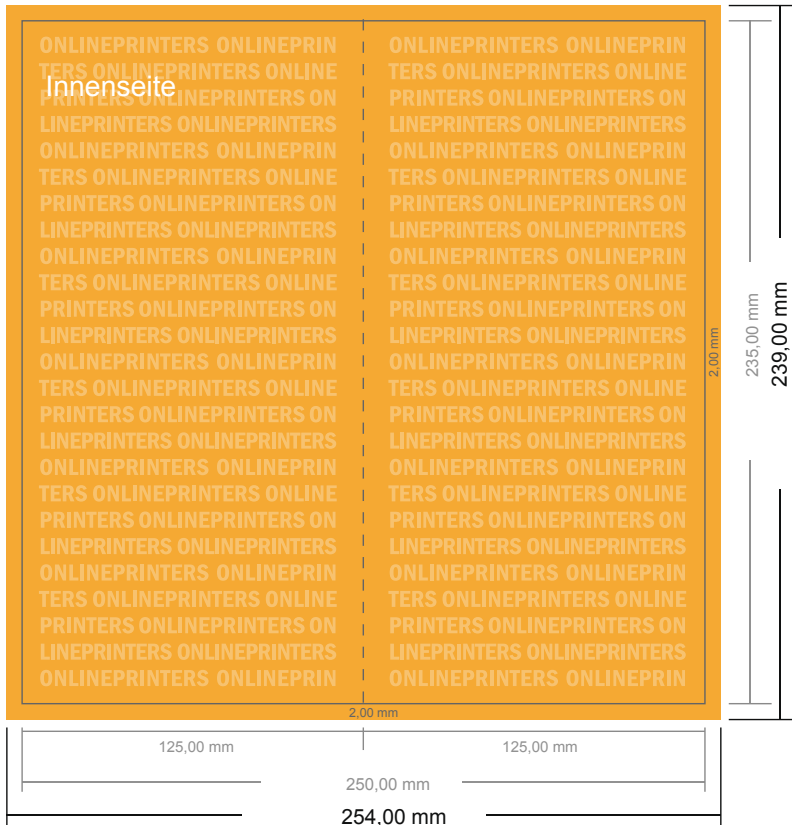 ONLINEPRINTERS ONLINEPRIN
TERS ONLINEPRINTERS ONLINE
Innenseite
PRINTERS ONLINEPRINTERS ON
LINEPRINTERS ONLINEPRINTERS
ONLINEPRINTERS ONLINEPRIN
TERS ONLINEPRINTERS ONLINE
PRINTERS ONLINEPRINTERS ON
LINEPRINTERS ONLINEPRINTERS
ONLINEPRINTERS ONLINEPRIN
TERS ONLINEPRINTERS ONLINE
PRINTERS ONLINEPRINTERS ON
LINEPRINTERS ONLINEPRINTERS
ONLINEPRINTERS ONLINEPRIN
TERS ONLINEPRINTERS ONLINE
PRINTERS ONLINEPRINTERS ON
LINEPRINTERS ONLINEPRINTERS
ONLINEPRINTERS ONLINEPRIN
TERS ONLINEPRINTERS ONLINE
PRINTERS ONLINEPRINTERS ON
LINEPRINTERS ONLINEPRINTERS
ONLINEPRINTERS ONLINEPRIN
TERS ONLINEPRINTERS ONLINE
PRINTERS ONLINEPRINTERS ON
LINEPRINTERS ONLINEPRINTERS
ONLINEPRINTERS ONLINEPRIN
ONLINEPRINTERS ONLINEPRIN
TERS ONLINEPRINTERS ONLINE
PRINTERS ONLINEPRINTERS ON
LINEPRINTERS ONLINEPRINTERS
ONLINEPRINTERS ONLINEPRIN
TERS ONLINEPRINTERS ONLINE
PRINTERS ONLINEPRINTERS ON
LINEPRINTERS ONLINEPRINTERS
ONLINEPRINTERS ONLINEPRIN
TERS ONLINEPRINTERS ONLINE
PRINTERS ONLINEPRINTERS ON
LINEPRINTERS ONLINEPRINTERS
ONLINEPRINTERS ONLINEPRIN
TERS ONLINEPRINTERS ONLINE
PRINTERS ONLINEPRINTERS ON
LINEPRINTERS ONLINEPRINTERS
ONLINEPRINTERS ONLINEPRIN
TERS ONLINEPRINTERS ONLINE
PRINTERS ONLINEPRINTERS ON
LINEPRINTERS ONLINEPRINTERS
ONLINEPRINTERS ONLINEPRIN
TERS ONLINEPRINTERS ONLINE
PRINTERS ONLINEPRINTERS ON
LINEPRINTERS ONLINEPRINTERS
ONLINEPRINTERS ONLINEPRIN
2,00 mm
235,00 mm
239,00 mm
2,00 mm
125,00 mm
125,00 mm
250,00 mm
254,00 mm